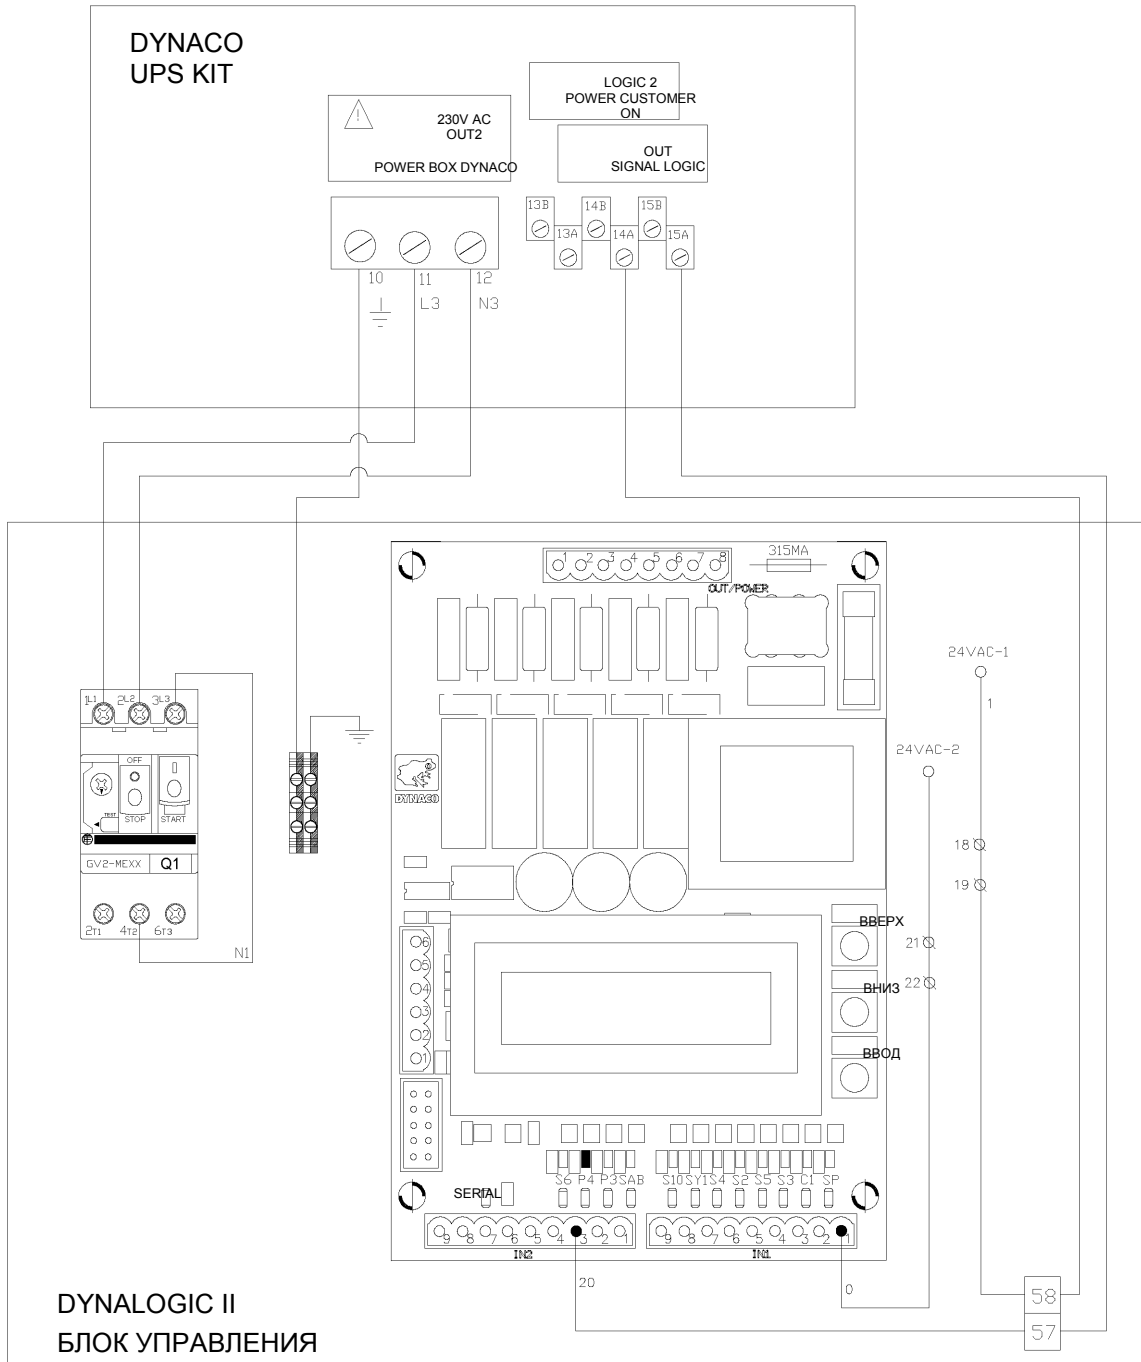 DYNACO
UPS KIT
LOGIC 2
POWER CUSTOMER
ON
230V AC
OUT2
POWER BOX DYNACO
OUT
SIGNAL LOGIC
13B 14B 15B
13A 14A 15A
10 11 12
L3 N3
1 2 3 4 5 6 7 8
315MA
OUT/POWER
24VAC-1
1
24VAC-2
1L1 2L2 3L3
OFF
TEST
STOP START
GV2-MEXX Q1
2T1 4T2 6T3
N1
DYNACO
18
19
ВВЕРХ
21
22
ВНИЗ
ВВОД
6
5
4
3
2
1
S6 P4 P3 SAB S10 SY1 S4 S2 S5 S3 C1 SP
SERIAL
9 8 7 6 5 4 3 2 1
9 8 7 6 5 4 3 2 1
IN2 IN1
20
0
58
57
DYNALOGIC II
БЛОК УПРАВЛЕНИЯ